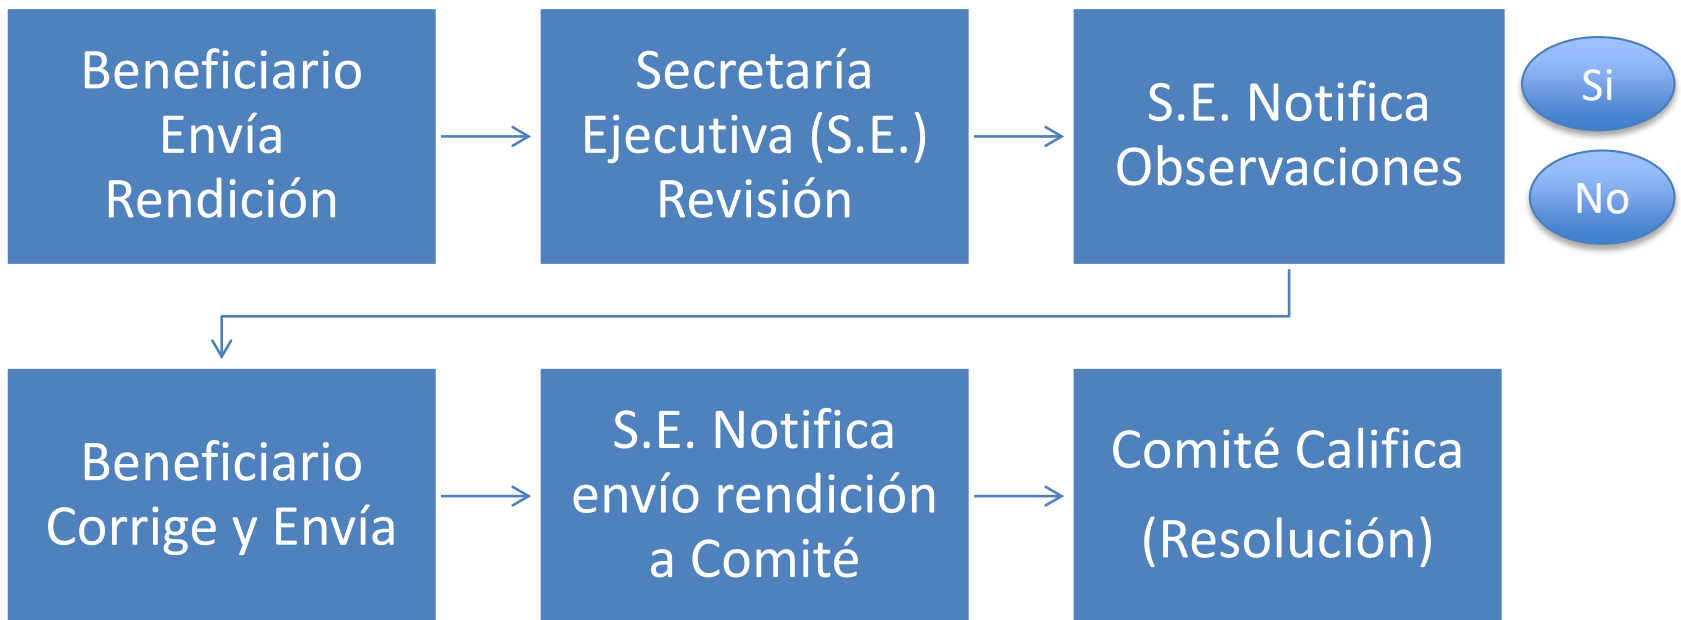 Beneficiario
Envía
Rendición
Secretaría
Ejecutiva (S.E.)
Revisión
S.E. Notifica
Observaciones
Si
No
Beneficiario
Corrige y Envía
S.E. Notifica
envío rendición
a Comité
Comité Califica
(Resolución)